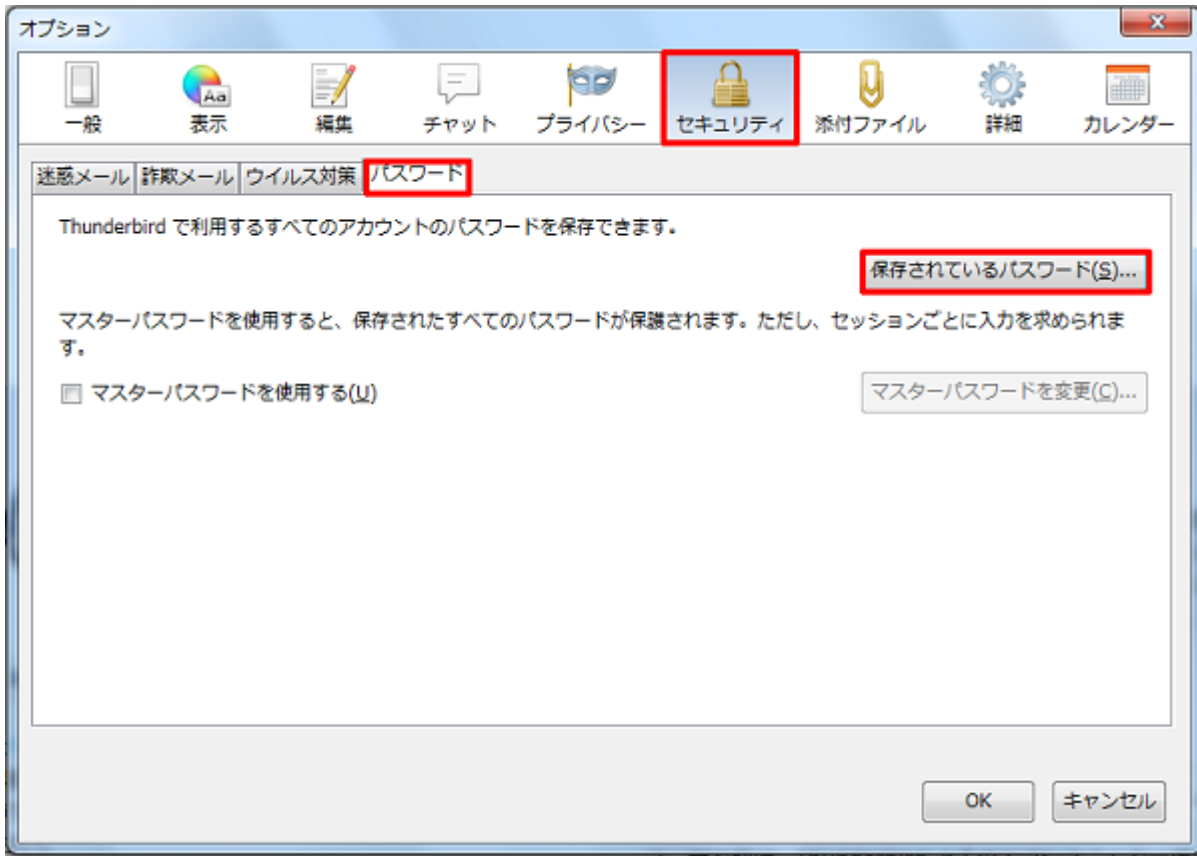 オプション
一般 表示 編集 チャット プライバシー セキュリティ 添付ファイル 詳細 カレンダー
迷惑メール 詐欺メール ウイルス対策 パスワード
Thunderbird で利用するすべてのアカウントのパスワードを保存できます。
保存されているパスワード(S)...
マスターパスワードを使用すると、保存されたすべてのパスワードが保護されます。ただし、セッションごとに入力を求められま
す。
マスターパスワードを使用する(U) マスターパスワードを変更(C)...
OK キャンセル